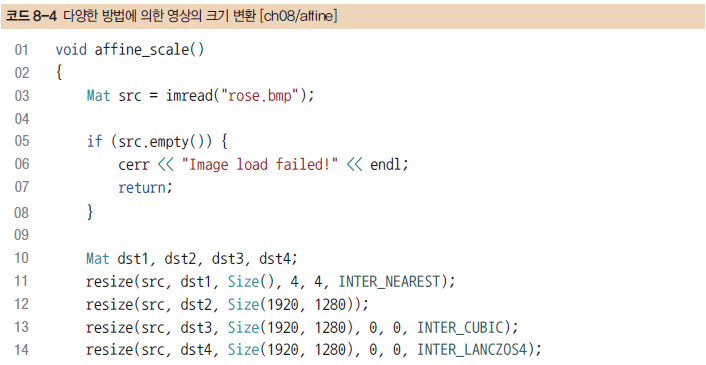 코드 8-4 다양한 방법에 의한 영상의 크기 변환 [ch08/affine]
01 void affine_scale()
02 {
03 Mat src = imread("rose.bmp");
04
05 if (src.empty()) {
06 cerr << "Image load failed!" << endl;
07 return;
08 }
09
10 Mat dst1, dst2, dst3, dst4;
11 resize(src, dst1, Size(), 4, 4, INTER_NEAREST);
12 resize(src, dst2, Size(1920, 1280));
13 resize(src, dst3, Size(1920, 1280), 0, 0, INTER_CUBIC);
14 resize(src, dst4, Size(1920, 1280), 0, 0, INTER_LANCZOS4);